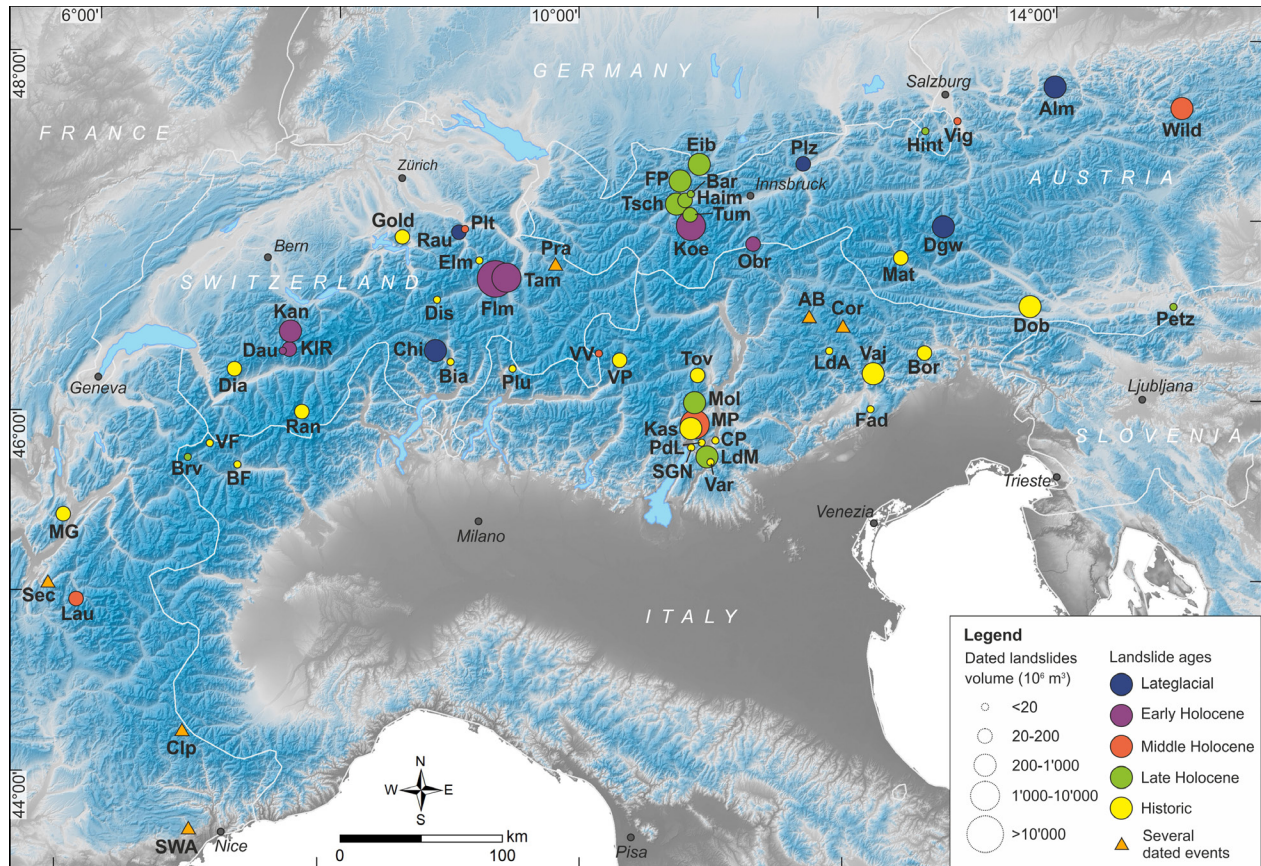 6°00'
10°00'
14°00'
48°00'
46°00'
44°00'
GERMANY
FRANCE
Salzburg
Alm
Wild
Hint
Vig
Zürich
Eib
Plz
FP
Bar
Innsbruck
AUSTRIA
Haim
Tsch
Tum
Gold
Plt
Rau
Koe
Dgw
Bern
Elm
Pra
Obr
Mat
SWITZERLAND
Tam
Flm
Kan
Dis
AB
Cor
Dob
Petz
Dau
KIR
Chi
VV
Tov
LdA
Vaj
Geneva
Dia
Bia
Plu
VP
Bor
Ljubljana
Mol
Ran
MP
Fad
Kas
VF
CP
SLOVENIA
PdL
Brv
BF
LdM
SGN
Var
Trieste
MG
Milano
Venezia
Sec
Lau
ITALY
Clp
SWA
Nice
Pisa
N
W
E
S
km
0
100
Legend
Dated landslides
volume (10⁶ m³)
<20
20-200
200-1'000
1'000-10'000
>10'000
Landslide ages
Lateglacial
Early Holocene
Middle Holocene
Late Holocene
Historic
Several
dated events